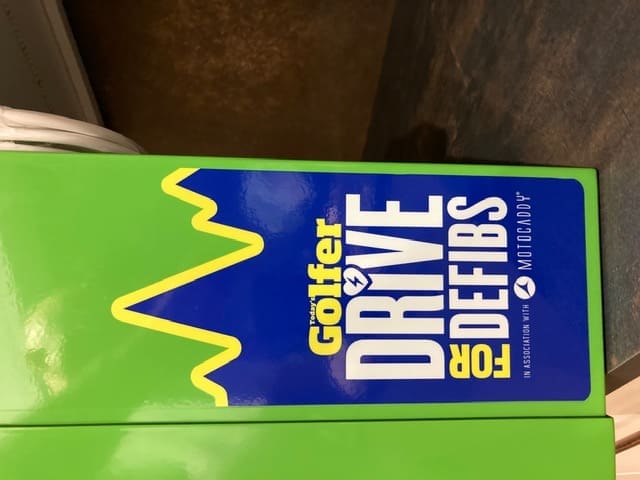 Today's
Golfer
DRIVE
FOR DEFIBS
IN ASSOCIATION WITH MOTOCADDY®